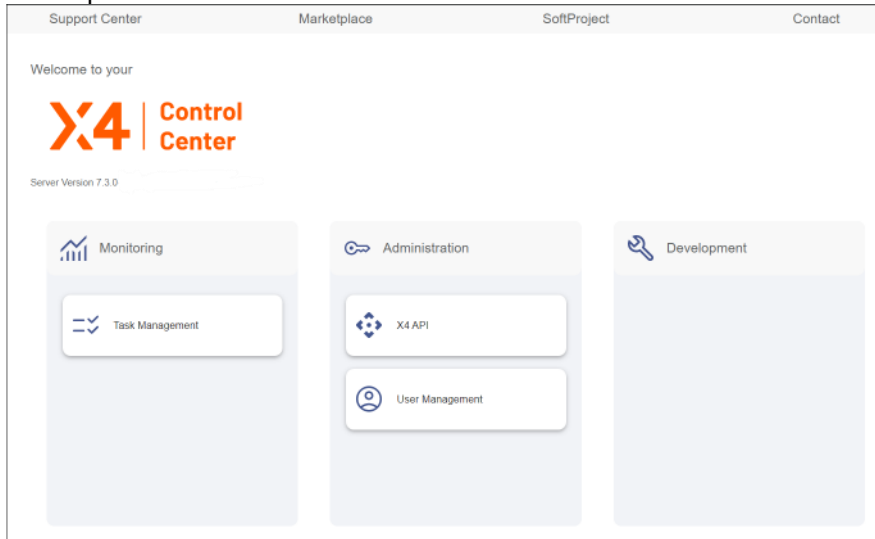 Support Center Marketplace SoftProject Contact
Welcome to your
X4 Control
Center
Server Version 7.3.0
Monitoring Administration Development
Task Management X4 API
User Management